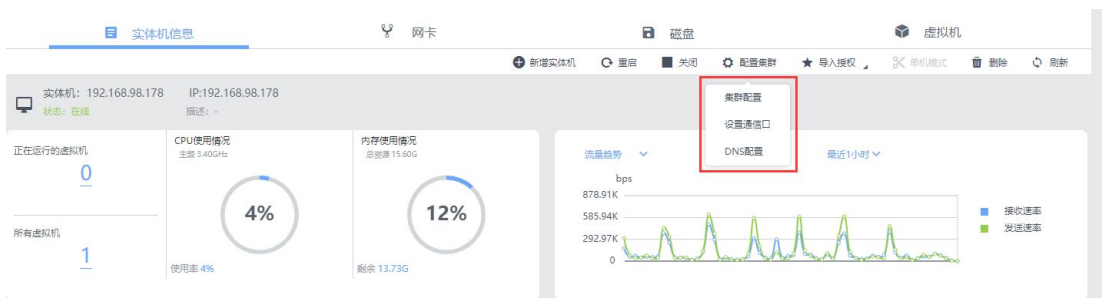 实体机信息 网卡 磁盘 虚拟机
新增实体机 重启 关闭 配置集群 导入授权 单机模式 删除 刷新
实体机：192.168.98.178 IP:192.168.98.178
状态：在线 描述：-
集群配置
设置通信口
DNS配置
正在运行的虚拟机
0
所有虚拟机
1
CPU使用情况
主频 3.40GHz
4%
使用率 4%
内存使用情况
总资源 15.60G
12%
剩余 13.73G
流量趋势 最近1小时
bps
878.91K
585.94K
292.97K
0
接收速率
发送速率